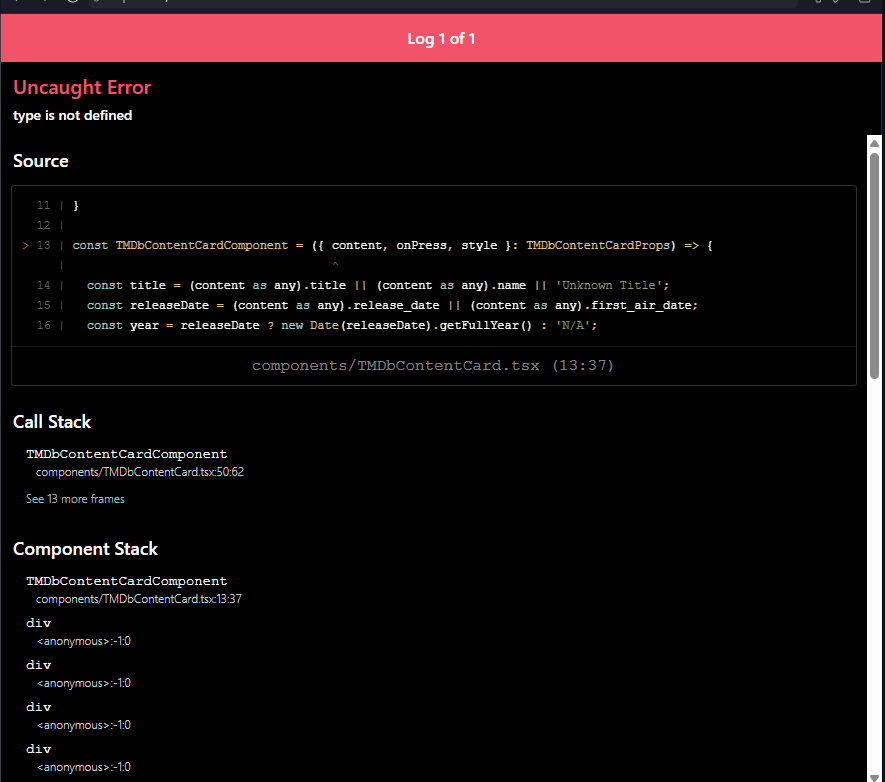 Log 1 of 1
Uncaught Error
type is not defined
Source
11 | }
12 |
> 13 | const TMDbContentCardComponent = ({ content, onPress, style }: TMDbContentCardProps) => {
| ^
14 | const title = (content as any).title || (content as any).name || 'Unknown Title';
15 | const releaseDate = (content as any).release_date || (content as any).first_air_date;
16 | const year = releaseDate ? new Date(releaseDate).getFullYear() : 'N/A';
components/TMDbContentCard.tsx (13:37)
Call Stack
TMDbContentCardComponent
components/TMDbContentCard.tsx:50:62
See 13 more frames
Component Stack
TMDbContentCardComponent
components/TMDbContentCard.tsx:13:37
div
<anonymous>:-1:0
div
<anonymous>:-1:0
div
<anonymous>:-1:0
div
<anonymous>:-1:0